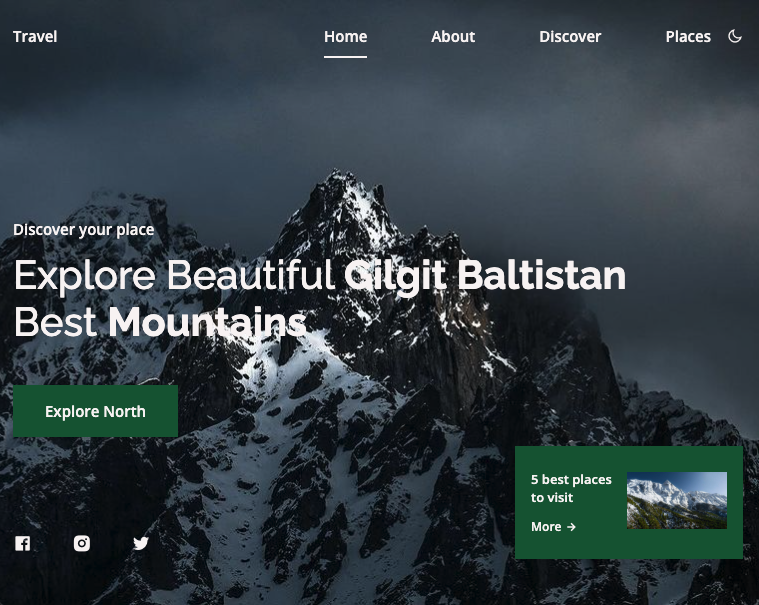 Travel
Home
About
Discover
Places
Discover your place
Explore Beautiful Gilgit Baltistan
Best Mountains
Explore North
5 best places
to visit
More →